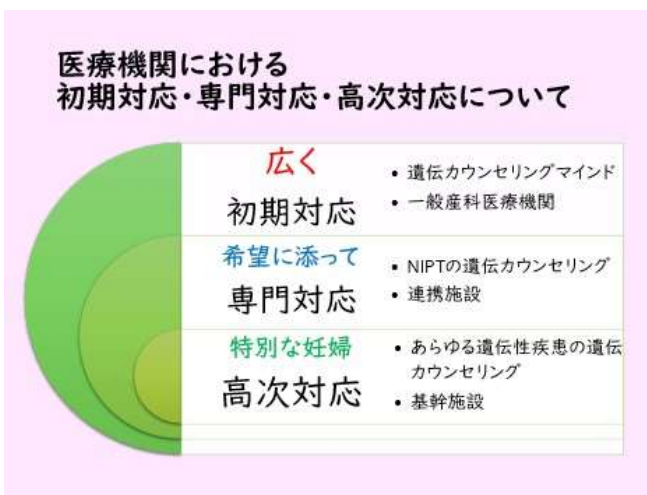 医療機関における
初期対応・専門対応・高次対応について
広く
初期対応
• 遺伝カウンセリングマインド
• 一般産科医療機関
希望に添って
専門対応
• NIPTの遺伝カウンセリング
• 連携施設
特別な妊婦
高次対応
• あらゆる遺伝性疾患の遺伝
カウンセリング
• 基幹施設